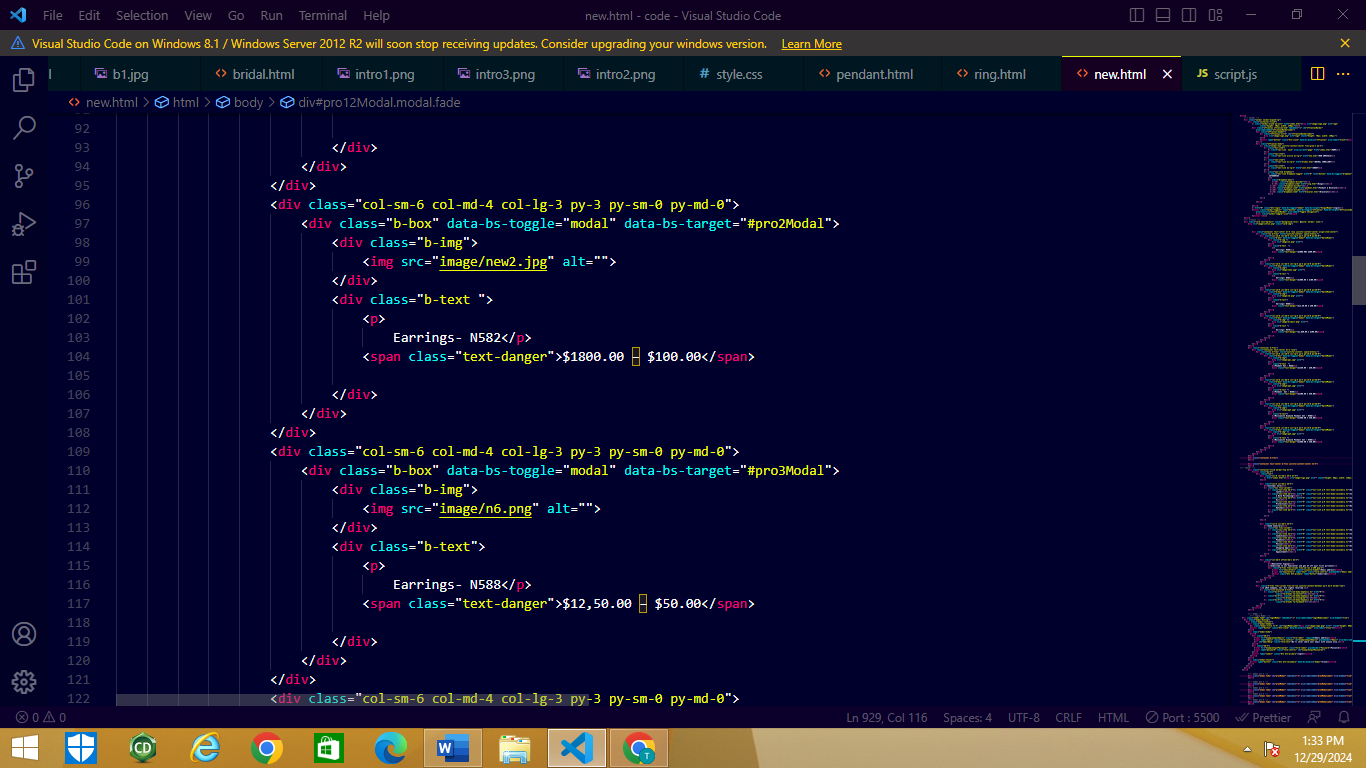 File Edit Selection View Go Run Terminal Help new.html - code - Visual Studio Code
Visual Studio Code on Windows 8.1 / Windows Server 2012 R2 will soon stop receiving updates. Consider upgrading your windows version. Learn More
l b1.jpg bridal.html intro1.png intro3.png intro2.png # style.css pendant.html ring.html new.html JS script.js
new.html > html > body > div#pro12Modal.modal.fade
92
93 </div>
94 </div>
95 </div>
96 <div class="col-sm-6 col-md-4 col-lg-3 py-3 py-sm-0 py-md-0">
97 <div class="b-box" data-bs-toggle="modal" data-bs-target="#pro2Modal">
98 <div class="b-img">
99 <img src="image/new2.jpg" alt="">
100 </div>
101 <div class="b-text ">
102 <p>
103 Earrings- N582</p>
104 <span class="text-danger">$1800.00 – $100.00</span>
105
106 </div>
107 </div>
108 </div>
109 <div class="col-sm-6 col-md-4 col-lg-3 py-3 py-sm-0 py-md-0">
110 <div class="b-box" data-bs-toggle="modal" data-bs-target="#pro3Modal">
111 <div class="b-img">
112 <img src="image/n6.png" alt="">
113 </div>
114 <div class="b-text">
115 <p>
116 Earrings- N588</p>
117 <span class="text-danger">$12,50.00 – $50.00</span>
118
119 </div>
120 </div>
121 </div>
122 <div class="col-sm-6 col-md-4 col-lg-3 py-3 py-sm-0 py-md-0">
0 0 Ln 929, Col 116 Spaces: 4 UTF-8 CRLF HTML Port : 5500 Prettier
CD W T 1:33 PM
12/29/2024